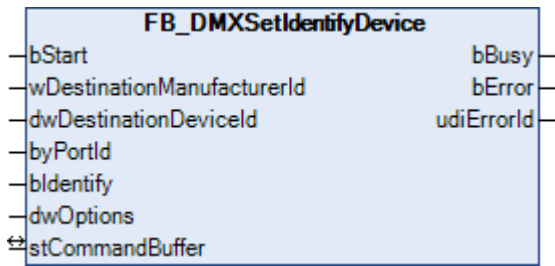 FB_DMXSetIdentifyDevice
bStart bBusy
wDestinationManufacturerId bError
dwDestinationDeviceId udiErrorId
byPortId
bIdentify
dwOptions
stCommandBuffer